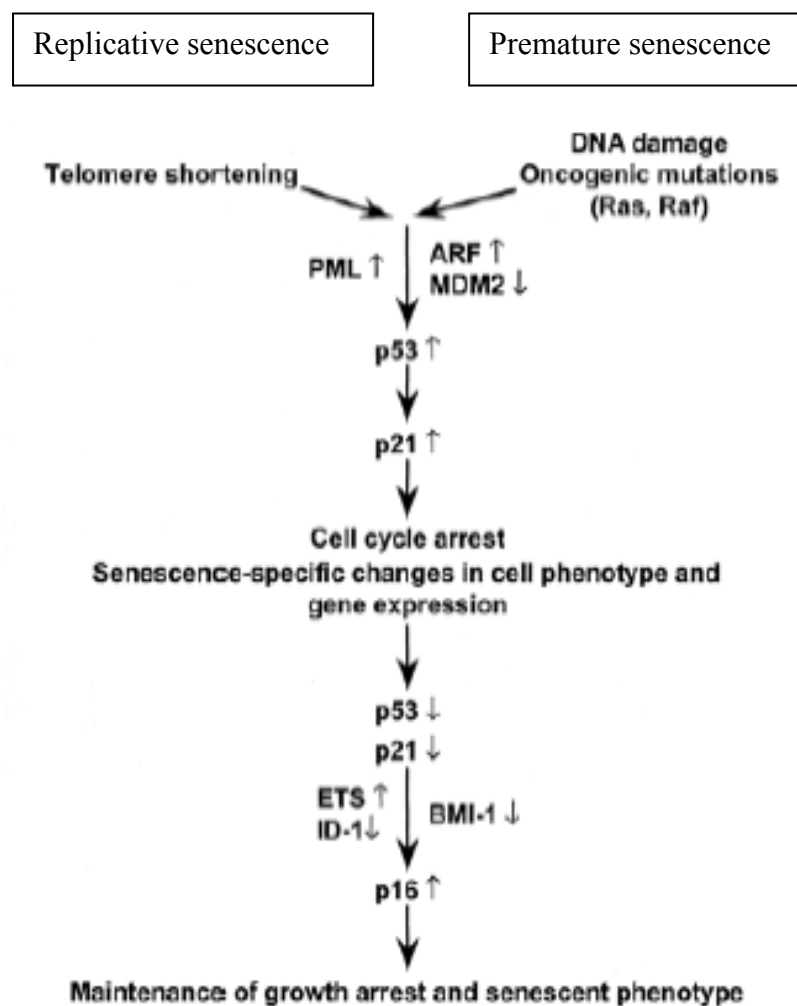 Replicative senescence
Premature senescence
Telomere shortening
DNA damage
Oncogenic mutations
(Ras, Raf)
PML ↑
ARF ↑
MDM2 ↓
p53 ↑
p21 ↑
Cell cycle arrest
Senescence-specific changes in cell phenotype and
gene expression
p53 ↓
p21 ↓
ETS ↑
ID-1↓
BMI-1 ↓
p16 ↑
Maintenance of growth arrest and senescent phenotype